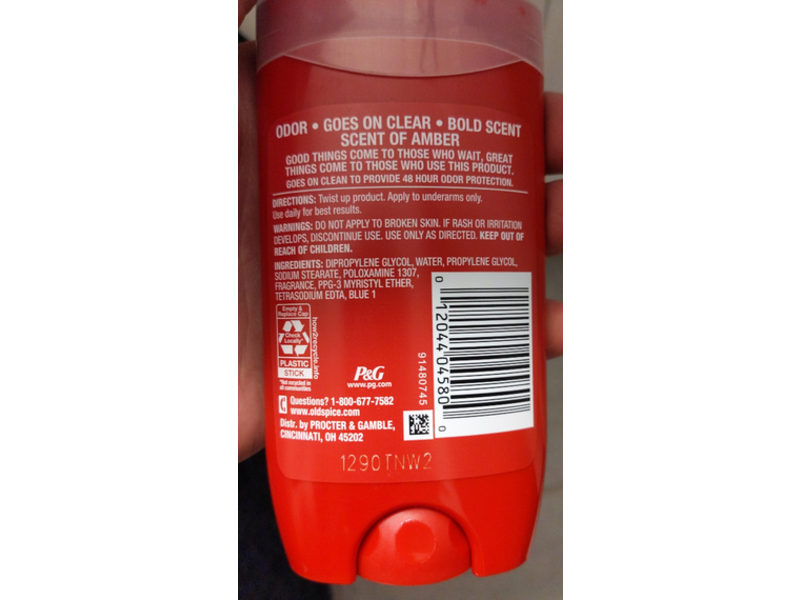 ODOR • GOES ON CLEAR • BOLD SCENT
SCENT OF AMBER
GOOD THINGS COME TO THOSE WHO WAIT, GREAT
THINGS COME TO THOSE WHO USE THIS PRODUCT.
GOES ON CLEAN TO PROVIDE 48 HOUR ODOR PROTECTION.
DIRECTIONS: Twist up product. Apply to underarms only.
Use daily for best results.
WARNINGS: DO NOT APPLY TO BROKEN SKIN. IF RASH OR IRRITATION
DEVELOPS, DISCONTINUE USE. USE ONLY AS DIRECTED. KEEP OUT OF
REACH OF CHILDREN.
INGREDIENTS: DIPROPYLENE GLYCOL, WATER, PROPYLENE GLYCOL,
SODIUM STEARATE, POLOXAMINE 1307,
FRAGRANCE, PPG-3 MYRISTYL ETHER,
TETRASODIUM EDTA, BLUE 1
Empty &
Replace Cap
Check
Locally*
PLASTIC
STICK
*Not recycled in
all communities
how2recycle.info
P&G
www.pg.com
91480745
0 12044 04580 0
Questions? 1-800-677-7582
www.oldspice.com
Distr. by PROCTER & GAMBLE,
CINCINNATI, OH 45202
1290TNW2